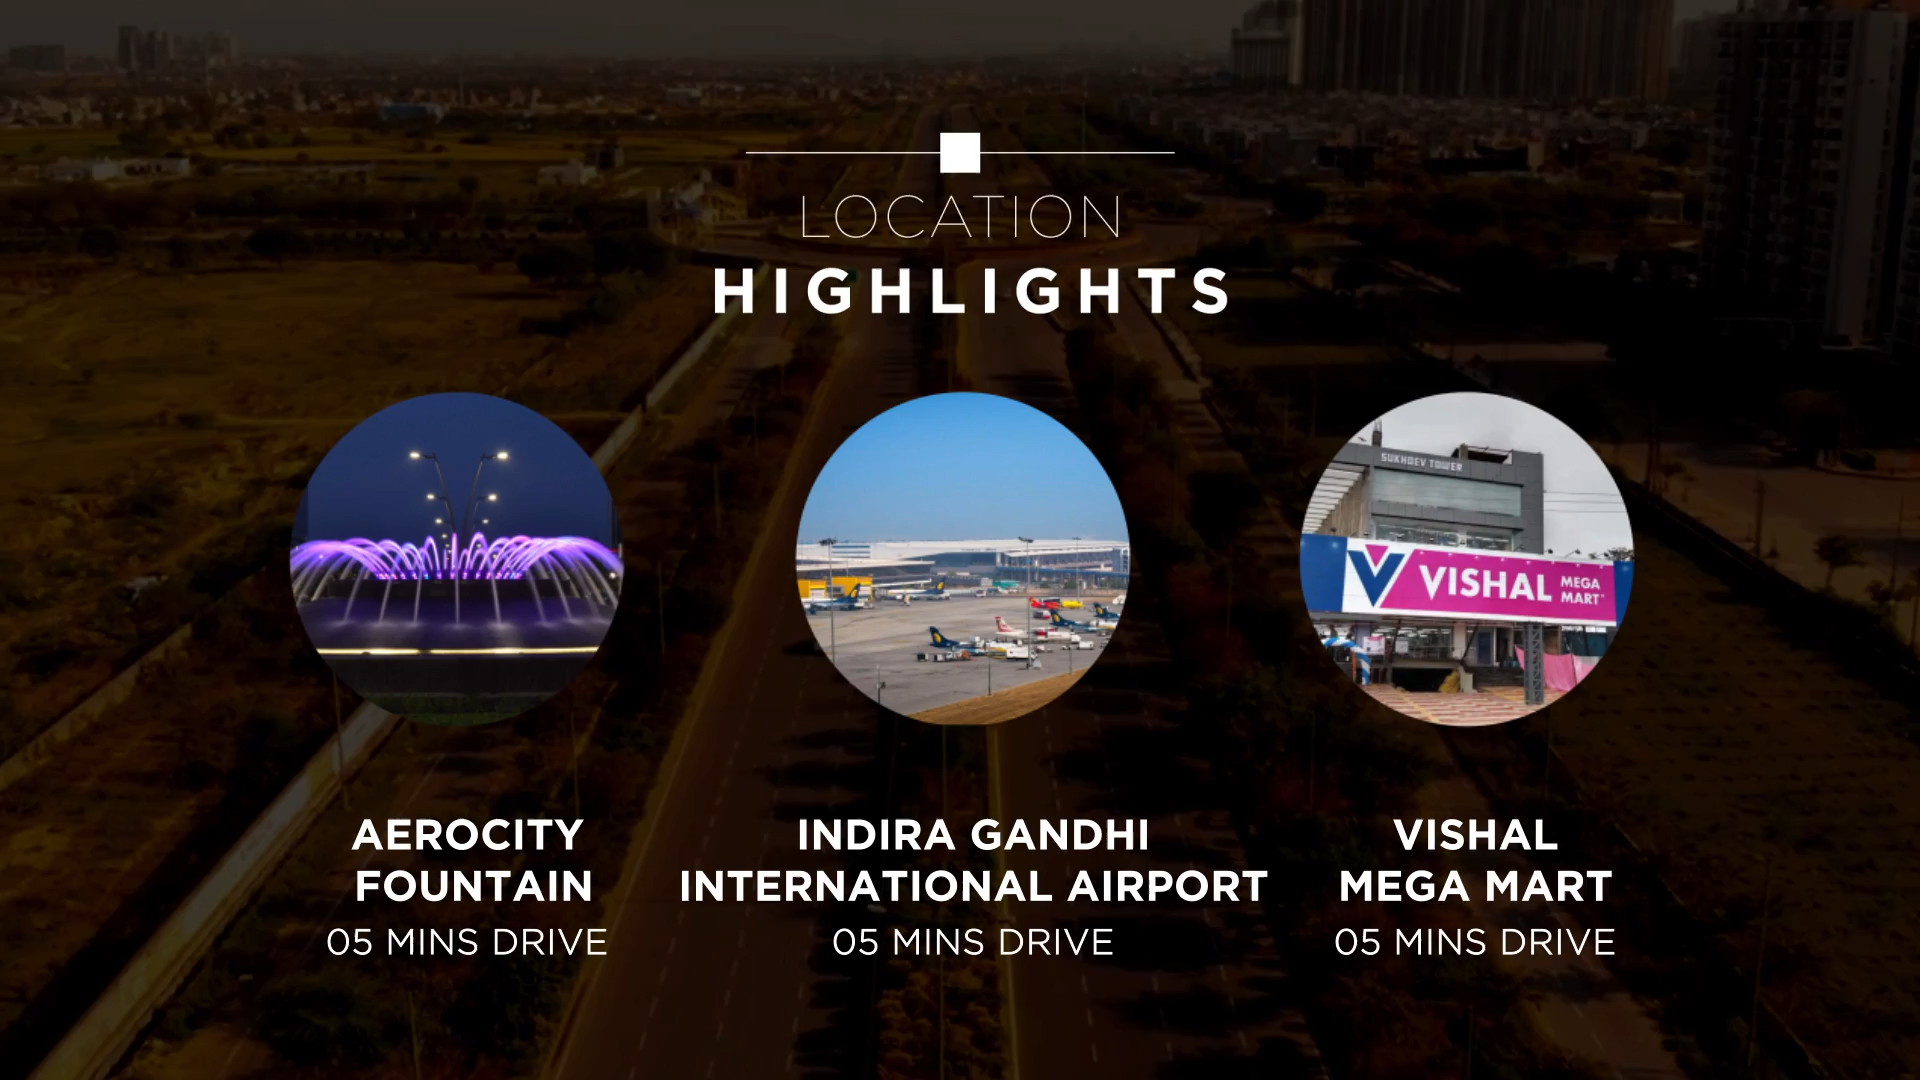 LOCATION
HIGHLIGHTS
SUKHDEV TOWER
VISHAL MEGA
MART
AEROCITY
FOUNTAIN
05 MINS DRIVE
INDIRA GANDHI
INTERNATIONAL AIRPORT
05 MINS DRIVE
VISHAL
MEGA MART
05 MINS DRIVE